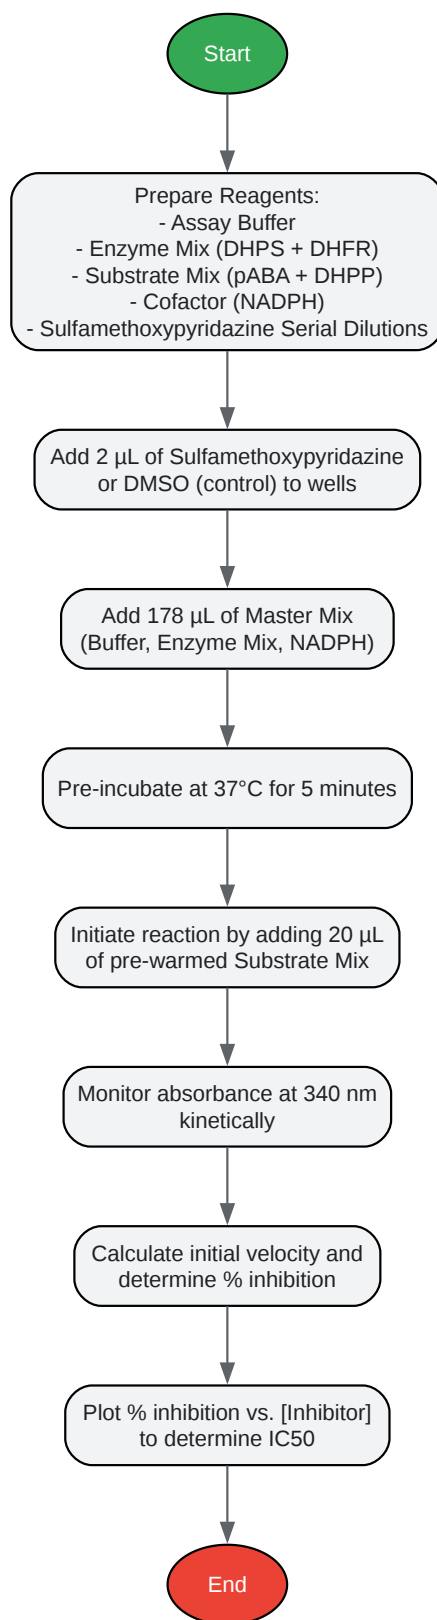 Start
Prepare Reagents:
- Assay Buffer
- Enzyme Mix (DHPS + DHFR)
- Substrate Mix (pABA + DHPP)
- Cofactor (NADPH)
- Sulfamethoxypyridazine Serial Dilutions
Add 2 µL of Sulfamethoxypyridazine
or DMSO (control) to wells
Add 178 µL of Master Mix
(Buffer, Enzyme Mix, NADPH)
Pre-incubate at 37°C for 5 minutes
Initiate reaction by adding 20 µL
of pre-warmed Substrate Mix
Monitor absorbance at 340 nm
kinetically
Calculate initial velocity and
determine % inhibition
Plot % inhibition vs. [Inhibitor]
to determine IC50
End